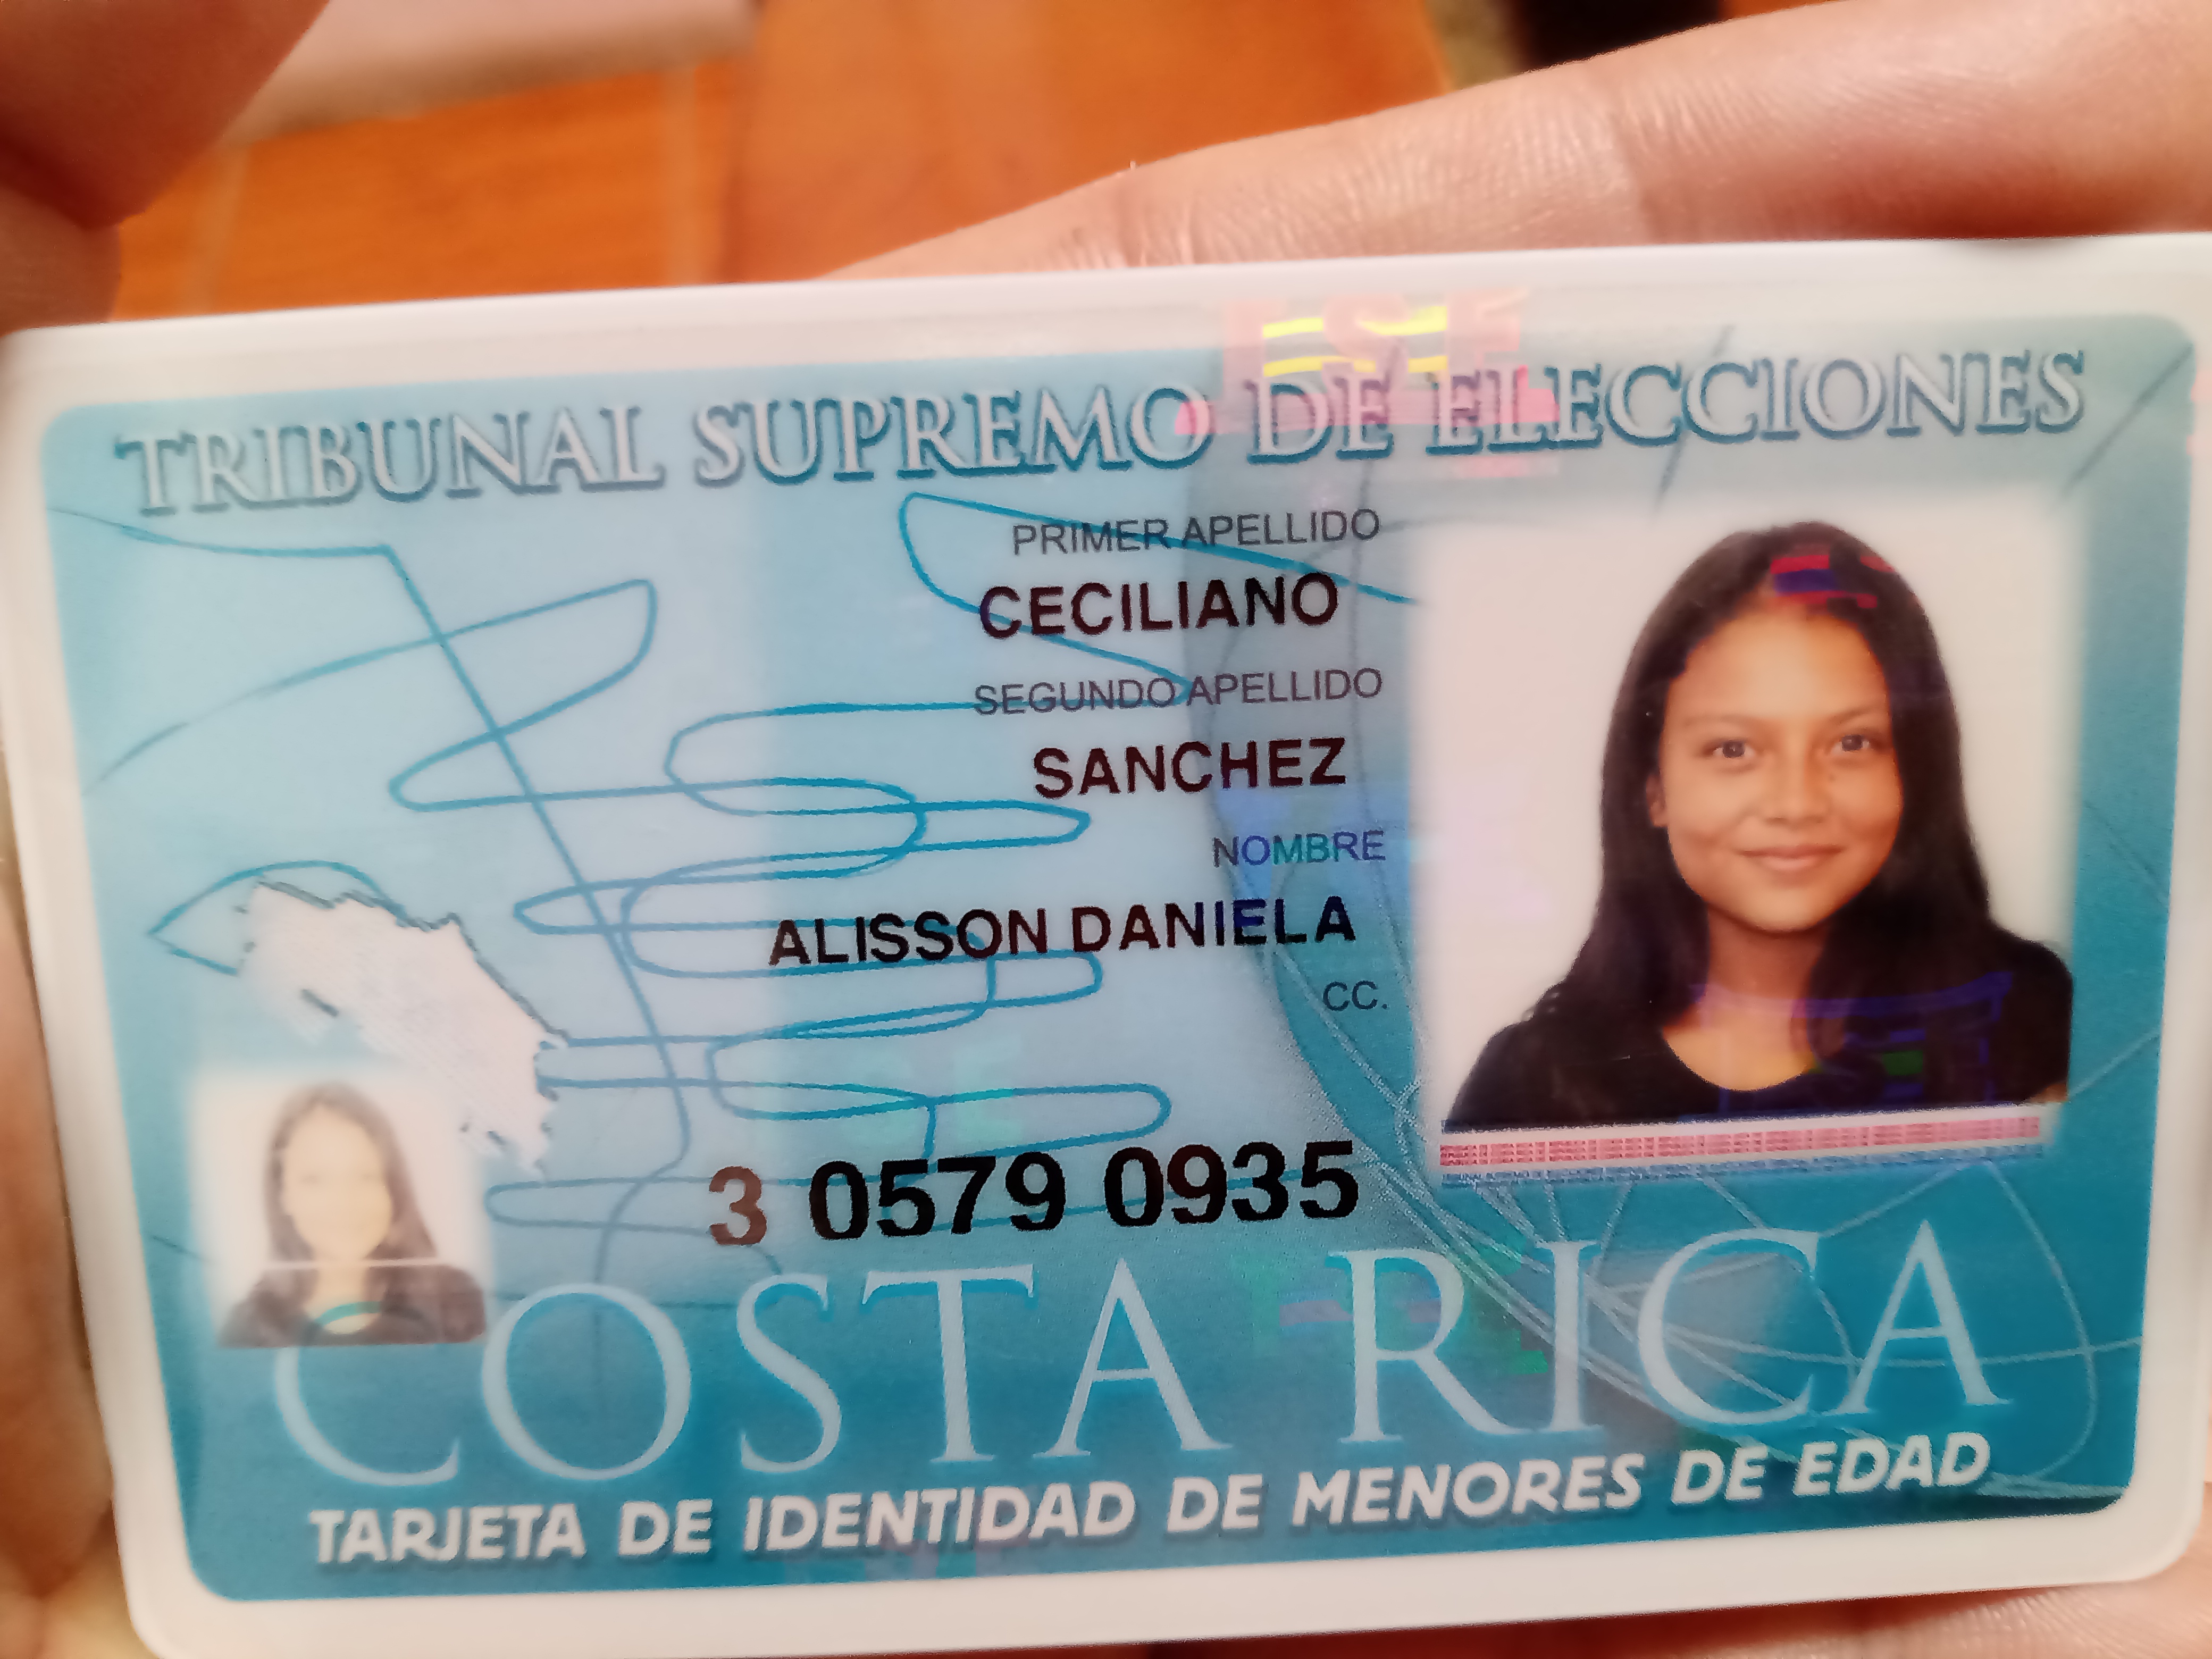 TRIBUNAL SUPREMO DE ELECCIONES
PRIMER APELLIDO
CECILIANO
SEGUNDO APELLIDO
SANCHEZ
NOMBRE
ALISSON DANIELA
CC.
3 0579 0935
COSTA RICA
TARJETA DE IDENTIDAD DE MENORES DE EDAD